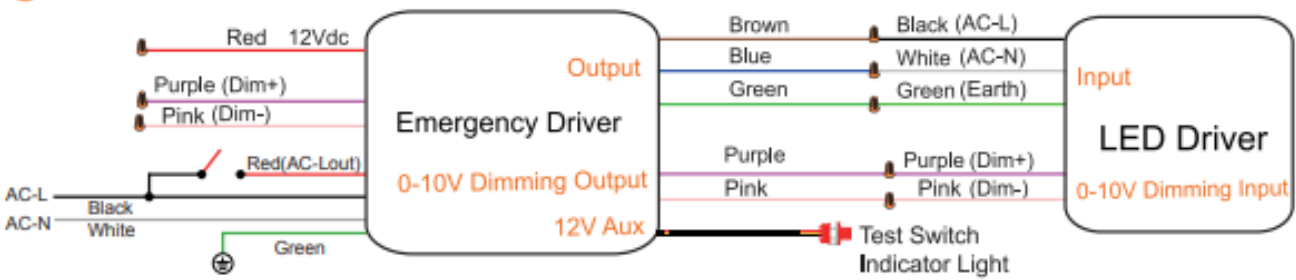 Red 12Vdc
Purple (Dim+)
Pink (Dim-)
Red(AC-Lout)
AC-L
Black
AC-N
White
Green
Output
Emergency Driver
0-10V Dimming Output
12V Aux
Brown
Blue
Green
Purple
Pink
Black (AC-L)
White (AC-N)
Green (Earth)
Purple (Dim+)
Pink (Dim-)
Test Switch
Indicator Light
Input
LED Driver
0-10V Dimming Input